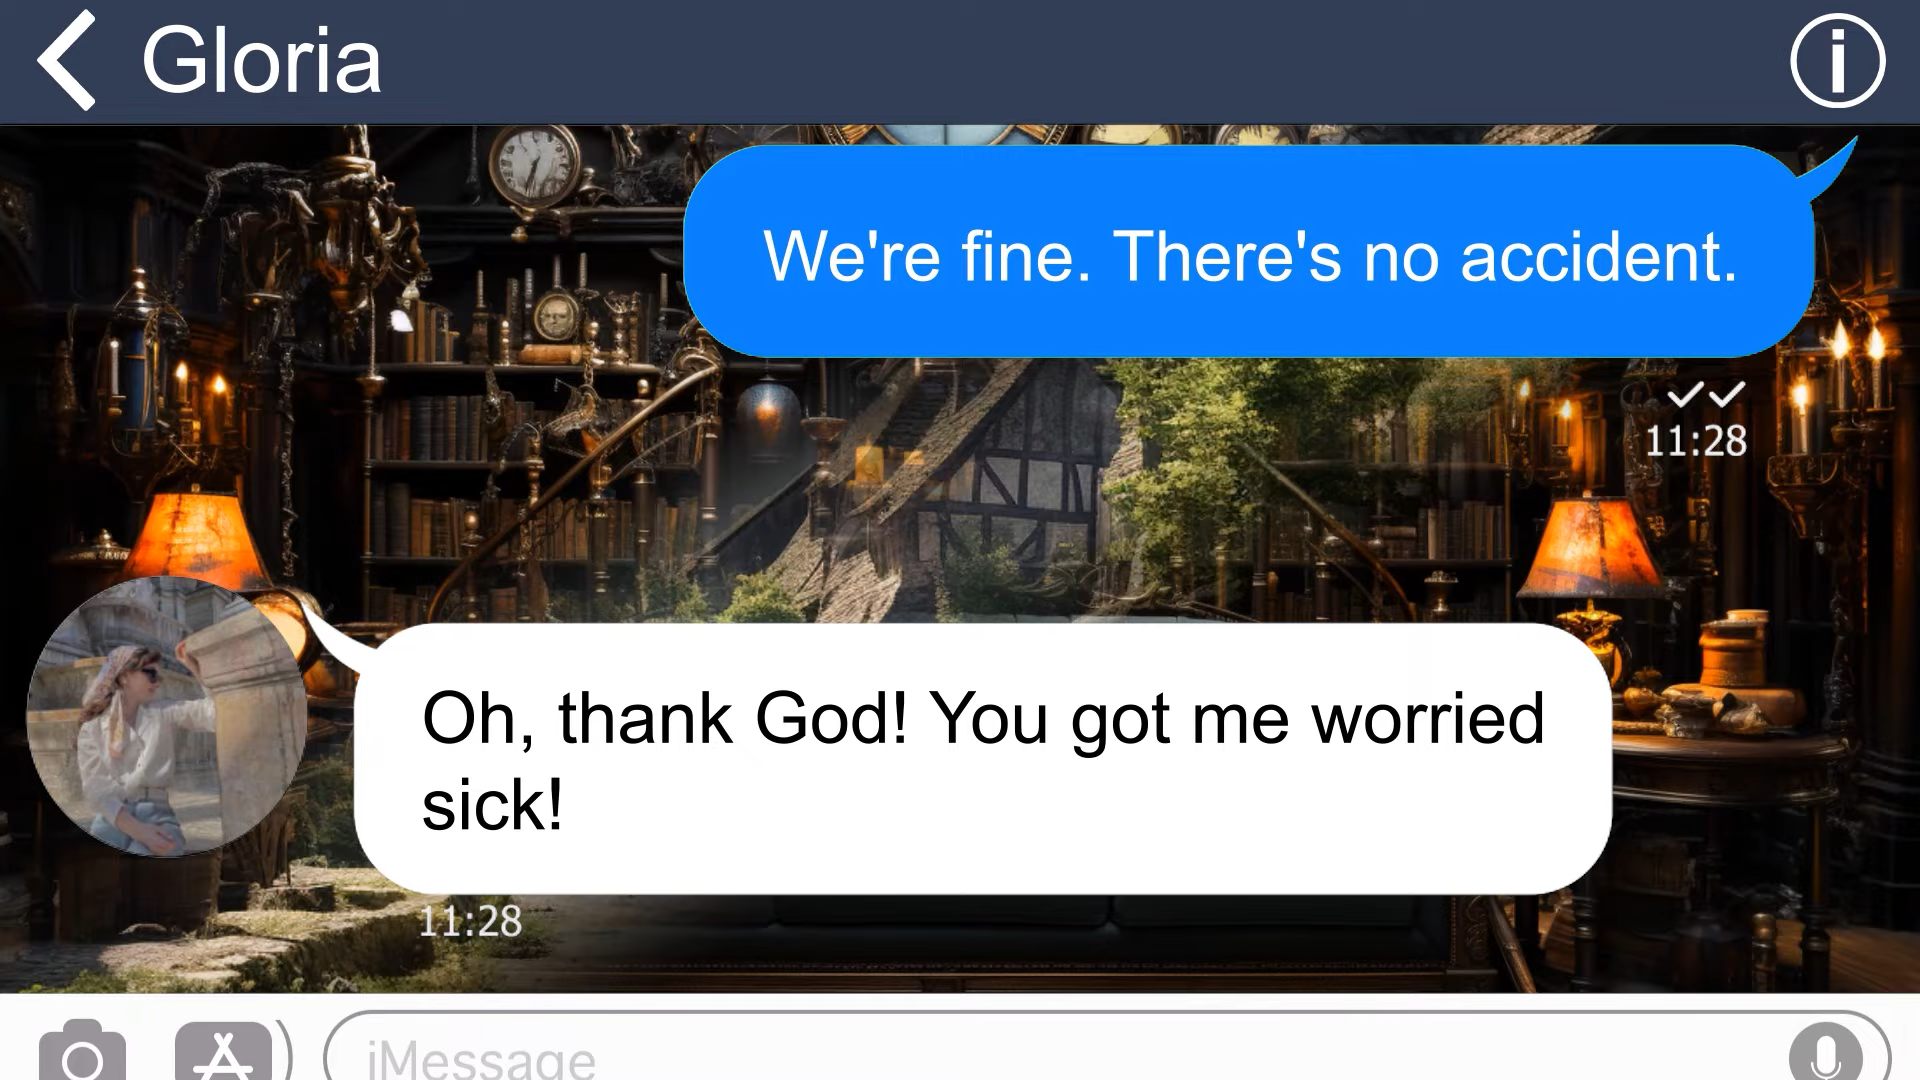 Gloria
We're fine. There's no accident.
11:28
Oh, thank God! You got me worried
sick!
11:28
iMessage